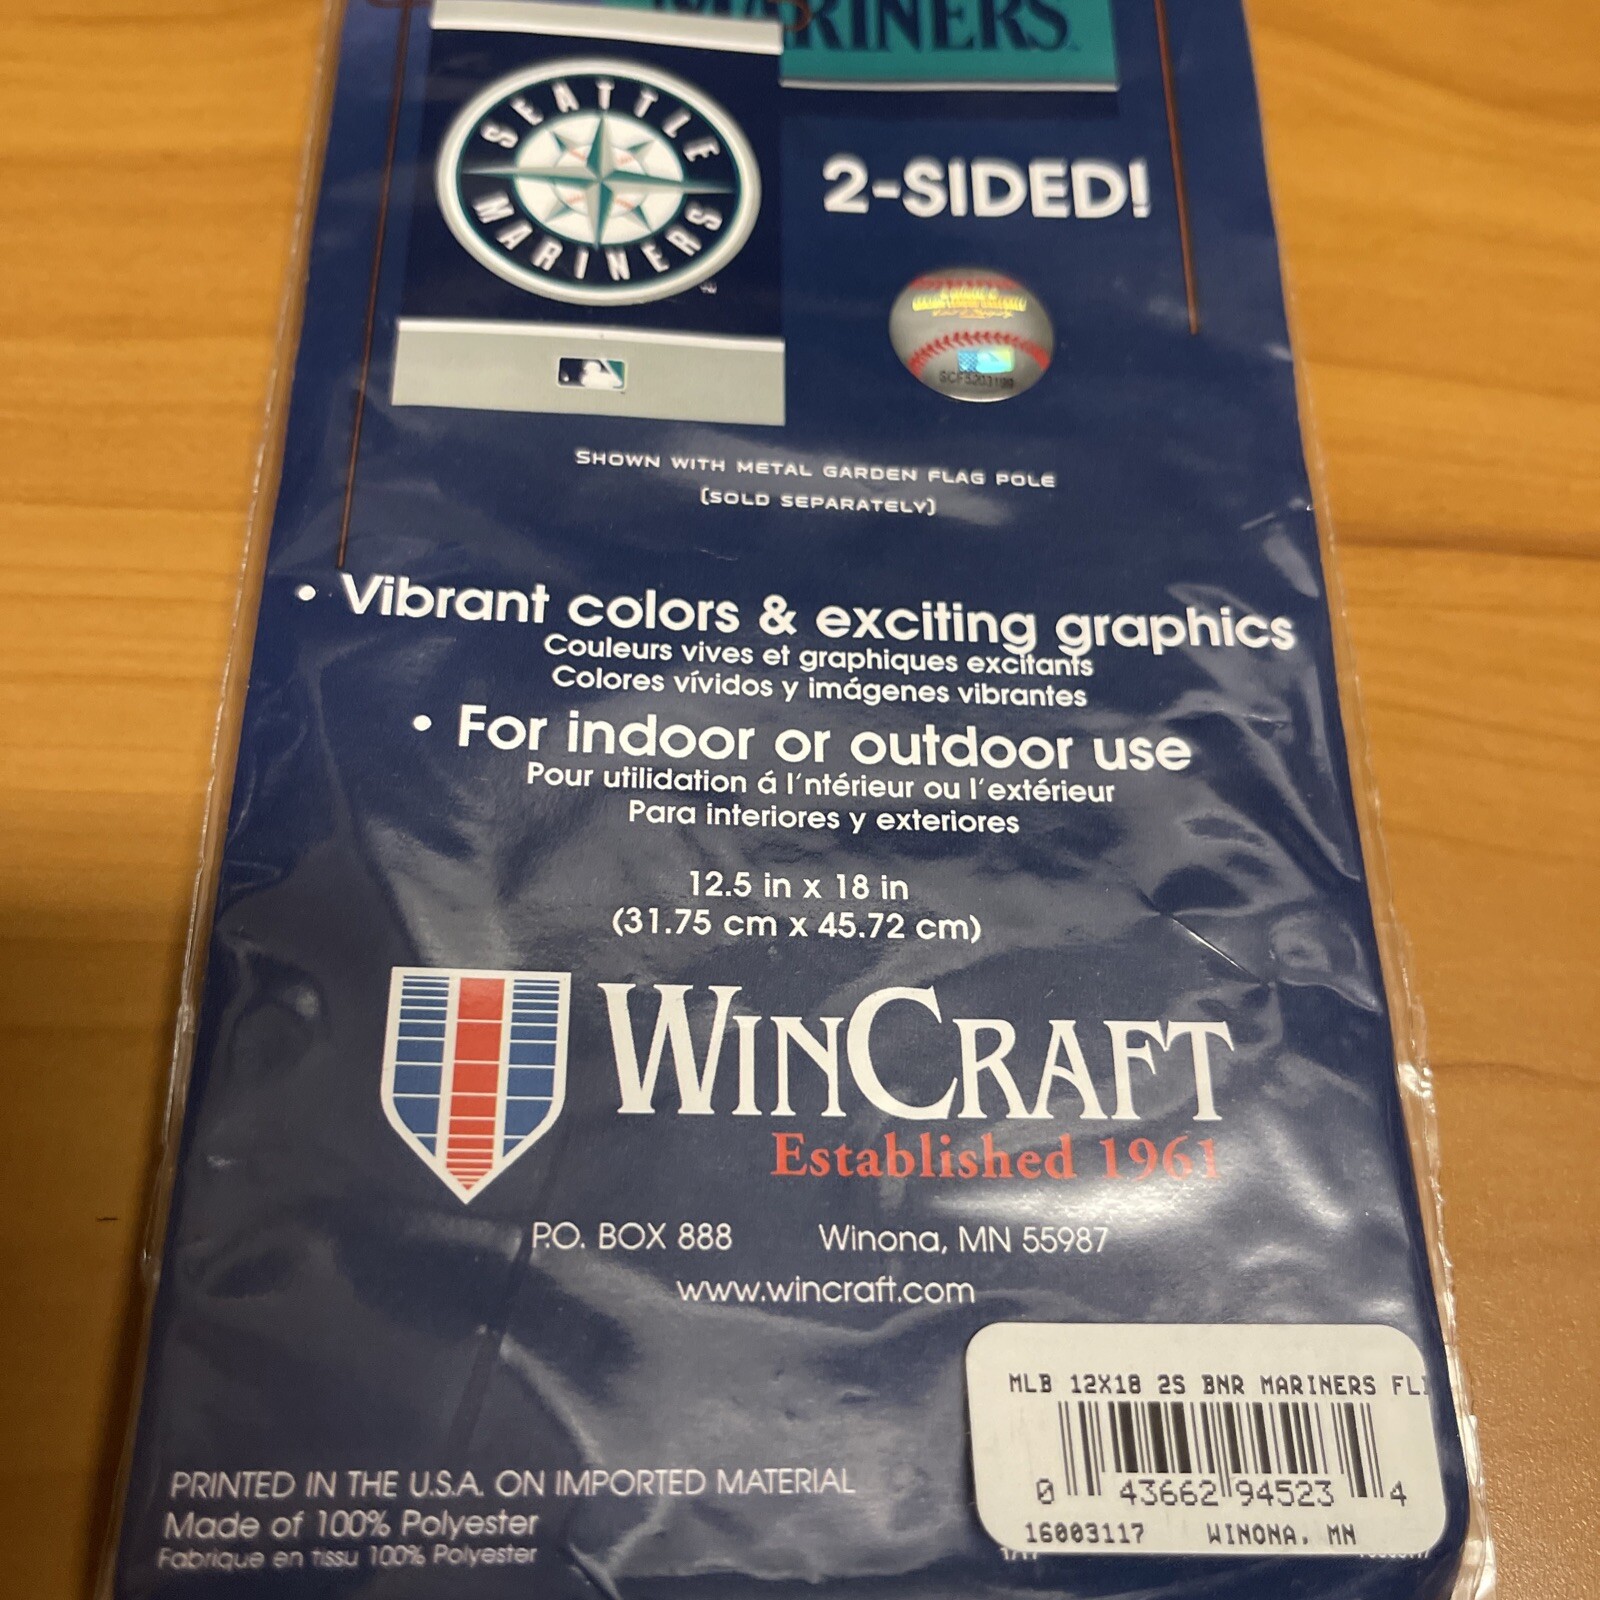 MARINERS
SEATTLE
MARINERS
2-SIDED!
SHOWN WITH METAL GARDEN FLAG POLE
(SOLD SEPARATELY)
• Vibrant colors & exciting graphics
Couleurs vives et graphiques excitants
Colores vívidos y imágenes vibrantes
• For indoor or outdoor use
Pour utilidation á l'ntérieur ou l'extérieur
Para interiores y exteriores
12.5 in x 18 in
(31.75 cm x 45.72 cm)
WINCRAFT
Established 1961
P.O. BOX 888 Winona, MN 55987
www.wincraft.com
MLB 12X18 2S BNR MARINERS
0 43662 94523 4
16003117 WINONA, MN
PRINTED IN THE U.S.A. ON IMPORTED MATERIAL
Made of 100% Polyester
Fabrique en tissu 100% Polyester